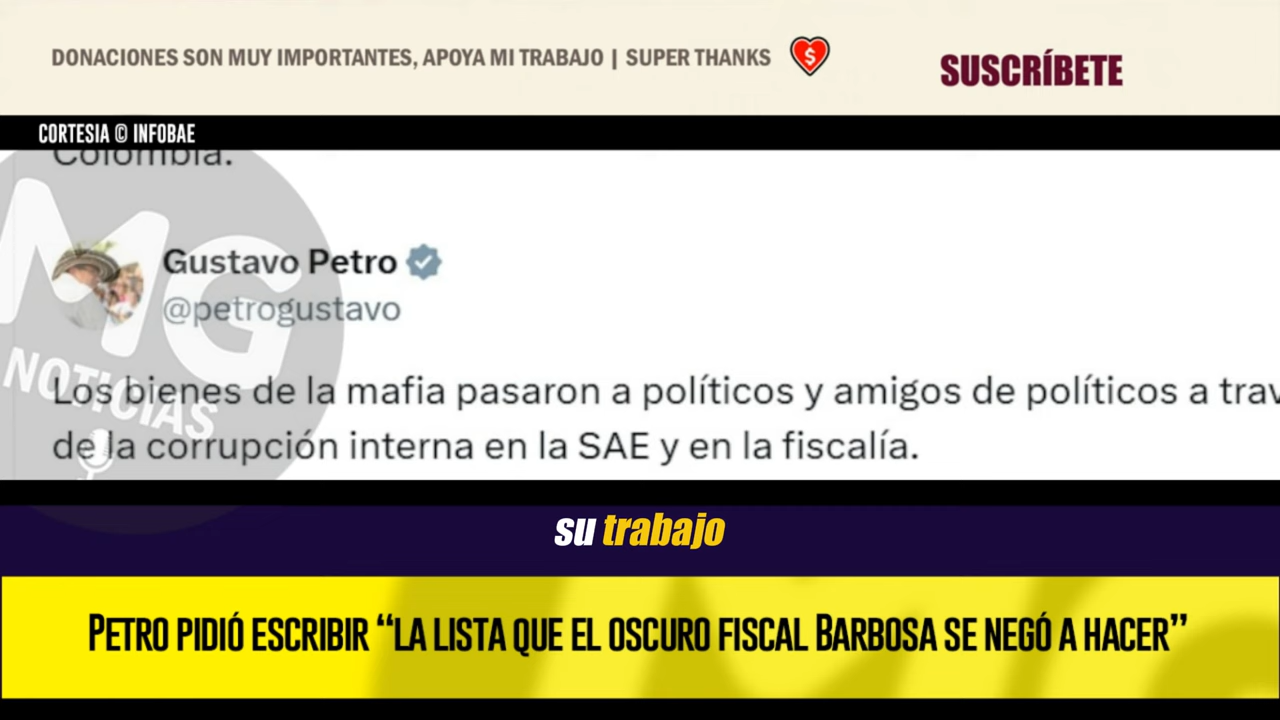 DONACIONES SON MUY IMPORTANTES, APOYA MI TRABAJO | SUPER THANKS
SUSCRÍBETE
CORTESIA © INFOBAE
Colombia.
Gustavo Petro
@petrogustavo
MG
NOTICIAS
Los bienes de la mafia pasaron a políticos y amigos de políticos a trav
de la corrupción interna en la SAE y en la fiscalía.
su trabajo
PETRO PIDIÓ ESCRIBIR “LA LISTA QUE EL OSCURO FISCAL BARBOSA SE NEGÓ A HACER”